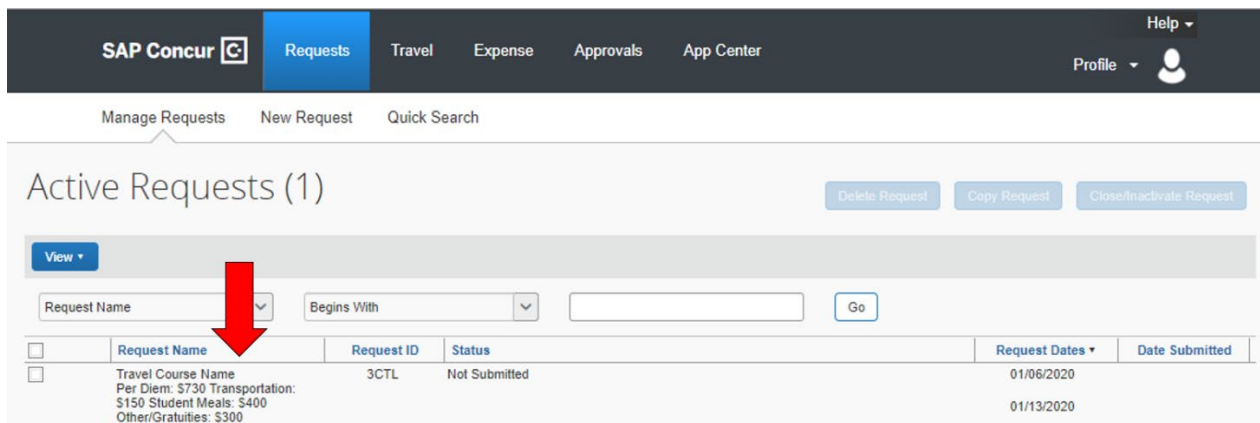 Help
SAP Concur C. Requests Travel Expense Approvals App Center
Profile
Manage Requests New Request Quick Search
Active Requests (1)
Delete Request Copy Request Close/Inactivate Request
View
Request Name Begins With Go
Request Name Request ID Status Request Dates Date Submitted
Travel Course Name 3CTL Not Submitted 01/06/2020
Per Diem: $730 Transportation:
$150 Student Meals: $400 01/13/2020
Other/Gratuities: $300